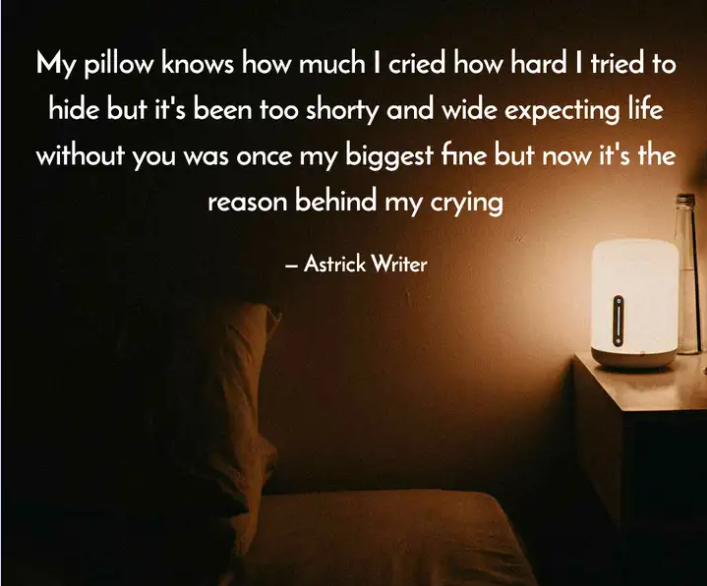 My pillow knows how much I cried how hard I tried to
hide but it's been too shorty and wide expecting life
without you was once my biggest fine but now it's the
reason behind my crying
– Astrick Writer